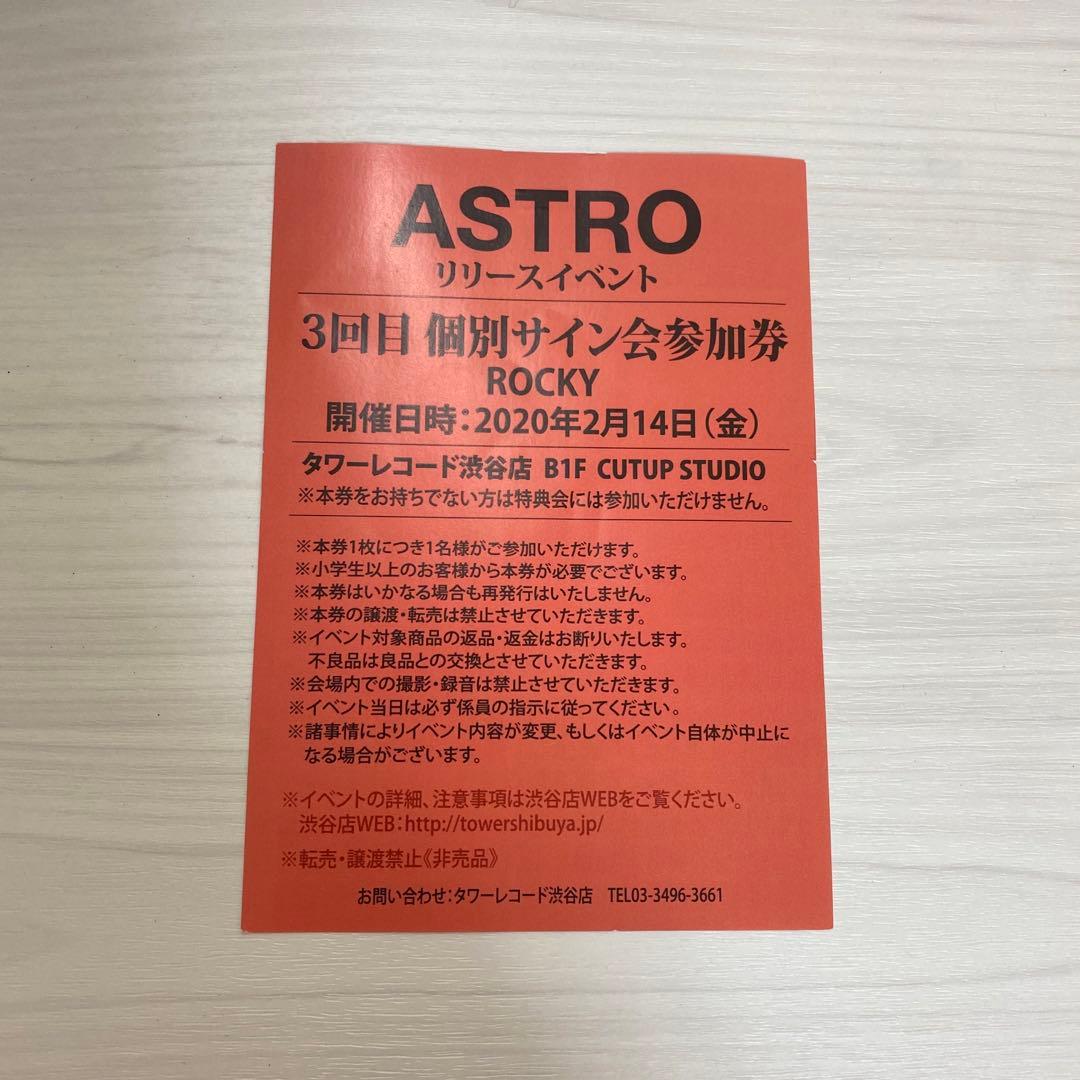 ASTRO
リリースイベント
3回目 個別サイン会参加券
ROCKY
開催日時：2020年2月14日（金）
タワーレコード渋谷店 B1F CUTUP STUDIO
※本券をお持ちでない方は特典会には参加いただけません。
※本券1枚につき1名様がご参加いただけます。
※小学生以上のお客様から本券が必要でございます。
※本券はいかなる場合も再発行はいたしません。
※本券の譲渡・転売は禁止させていただきます。
※イベント対象商品の返品・返金はお断りいたします。
不良品は良品との交換とさせていただきます。
※会場内での撮影・録音は禁止させていただきます。
※イベント当日は必ず係員の指示に従ってください。
※諸事情によりイベント内容が変更、もしくはイベント自体が中止に
なる場合がございます。
※イベントの詳細、注意事項は渋谷店WEBをご覧ください。
渋谷店WEB：http://towershibuya.jp/
※転売・譲渡禁止《非売品》
お問い合わせ：タワーレコード渋谷店 TEL03-3496-3661